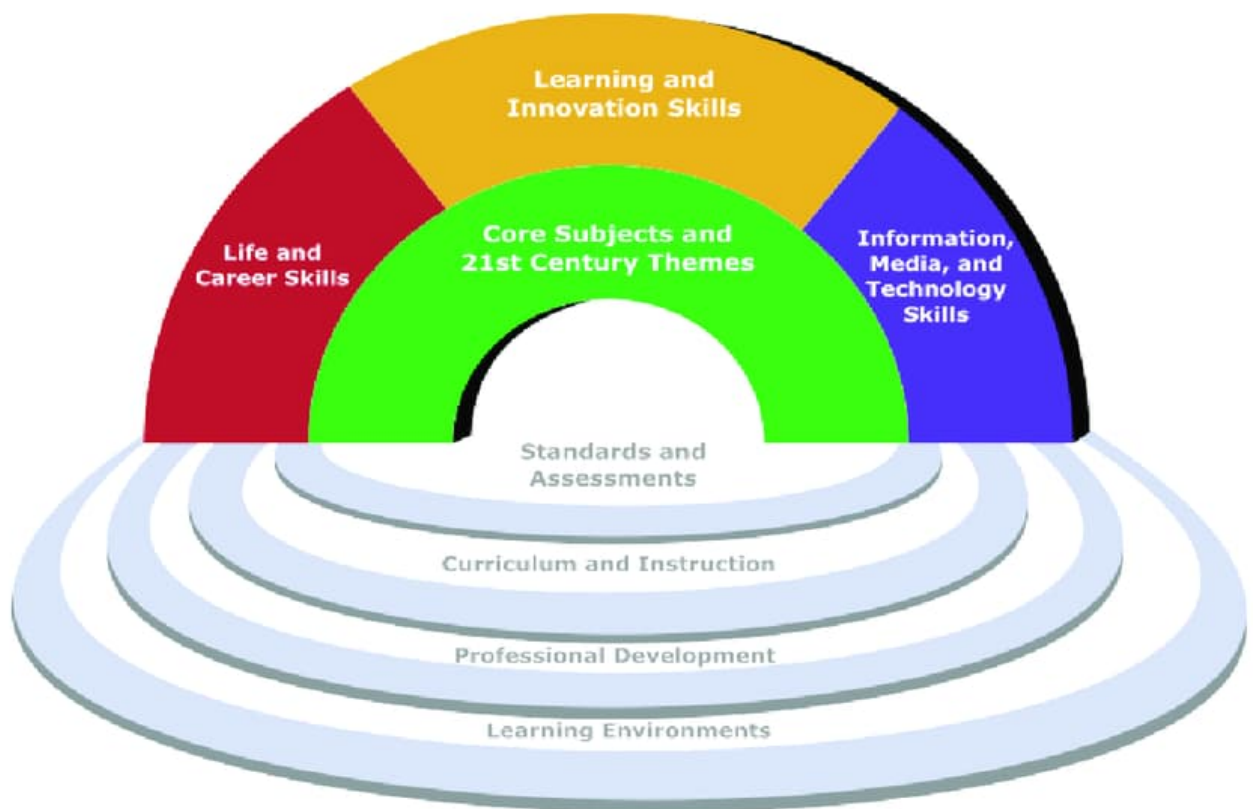 Learning and
Innovation Skills
Life and
Career Skills
Core Subjects and
21st Century Themes
Information,
Media, and
Technology
Skills
Standards and
Assessments
Curriculum and Instruction
Professional Development
Learning Environments